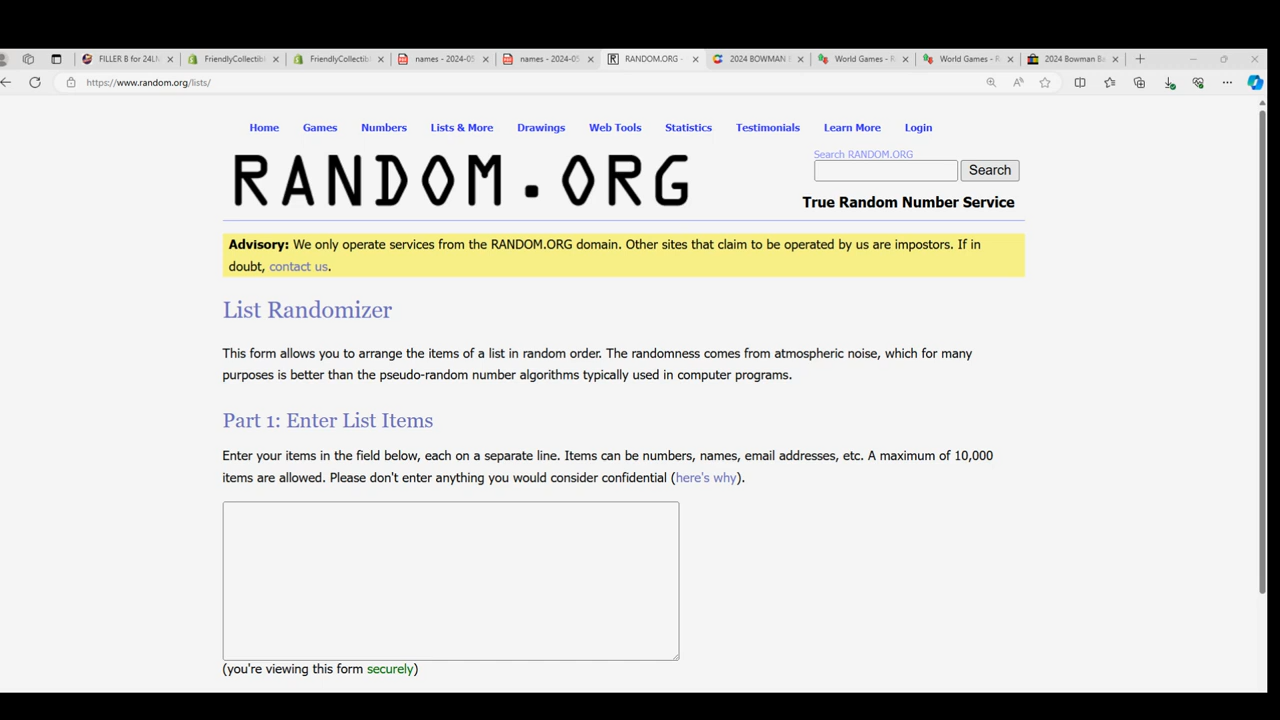 FILLER B for 24LM
FriendlyCollectib
FriendlyCollectib
names - 2024-05
names - 2024-05
RANDOM.ORG -
2024 BOWMAN B
World Games - R
World Games - R
2024 Bowman Ba
https://www.random.org/lists/
Home Games Numbers Lists & More Drawings Web Tools Statistics Testimonials Learn More Login
RANDOM.ORG
Search RANDOM.ORG
Search
True Random Number Service
Advisory: We only operate services from the RANDOM.ORG domain. Other sites that claim to be operated by us are impostors. If in
doubt, contact us.
List Randomizer
This form allows you to arrange the items of a list in random order. The randomness comes from atmospheric noise, which for many
purposes is better than the pseudo-random number algorithms typically used in computer programs.
Part 1: Enter List Items
Enter your items in the field below, each on a separate line. Items can be numbers, names, email addresses, etc. A maximum of 10,000
items are allowed. Please don't enter anything you would consider confidential (here's why).
(you're viewing this form securely)